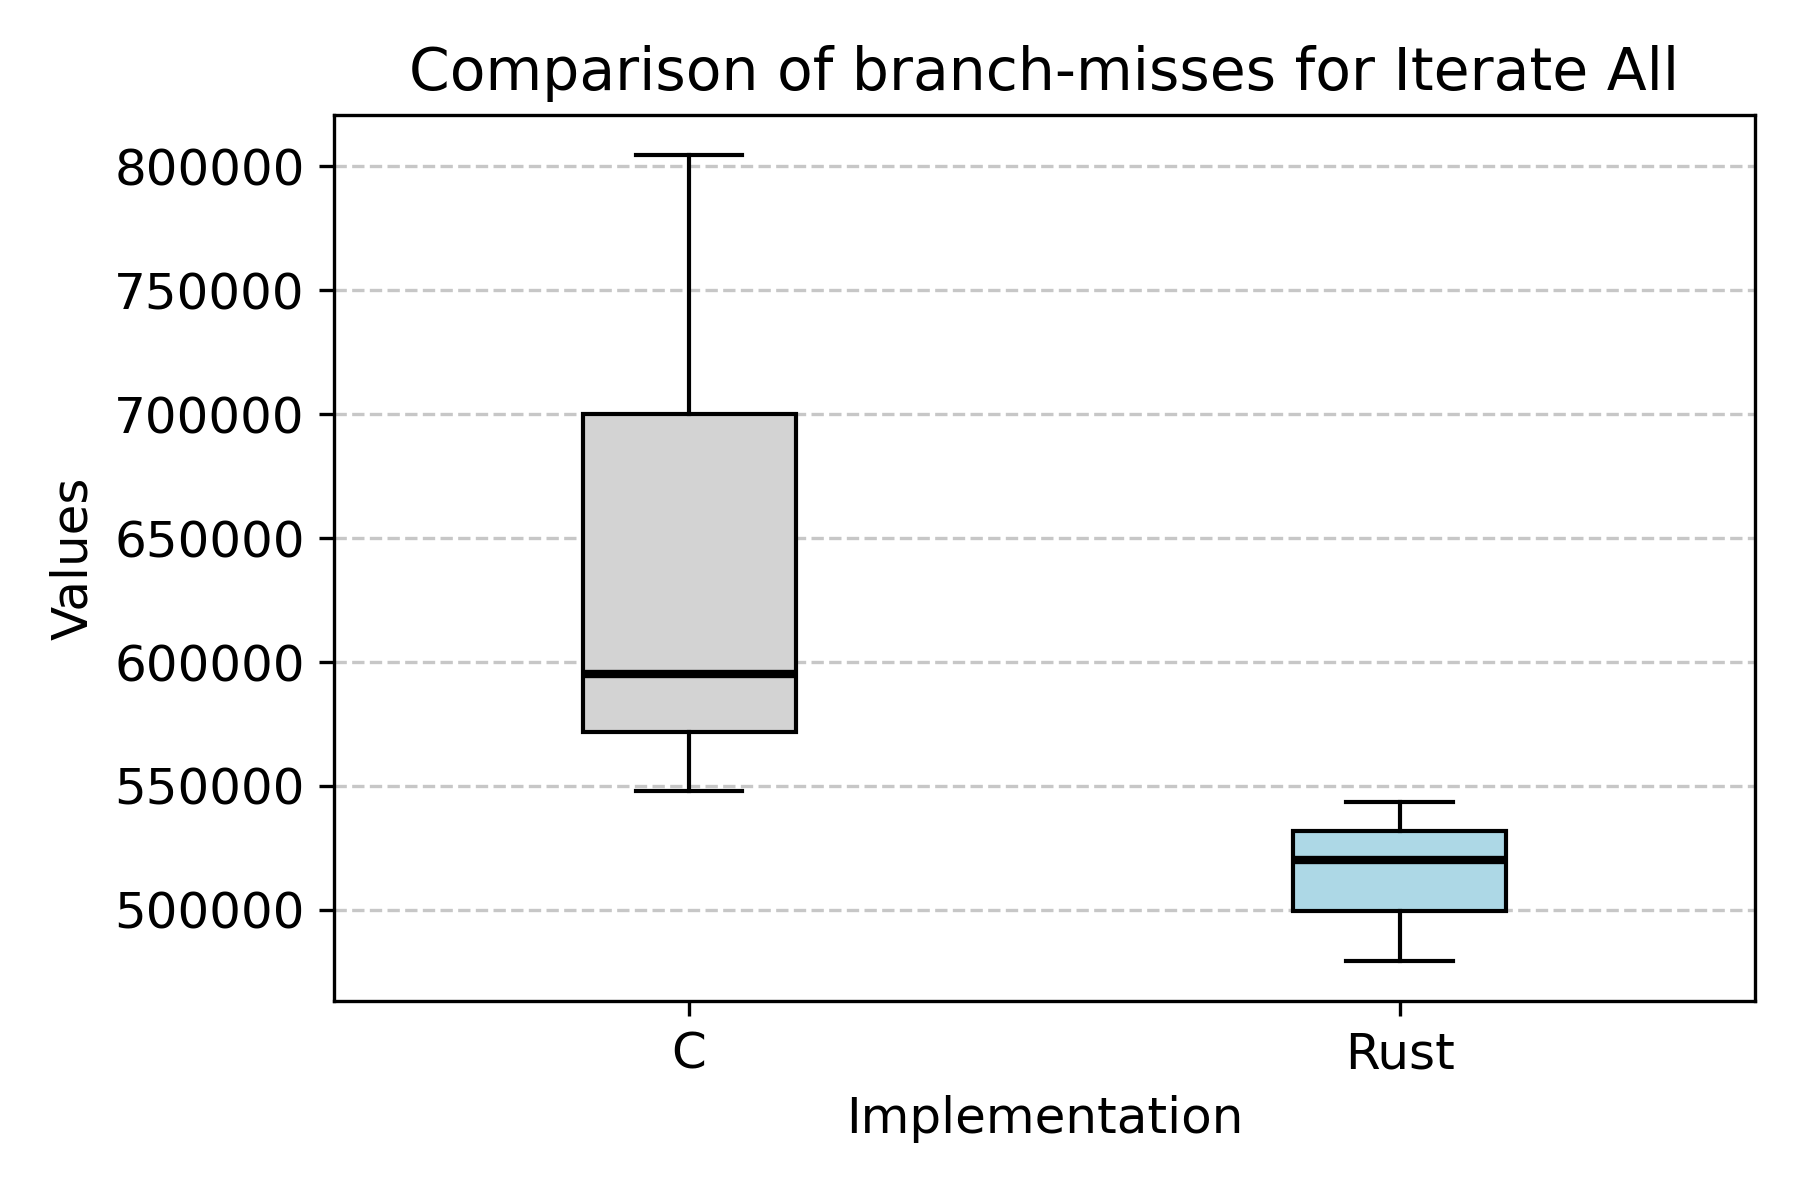 Comparison of branch-misses for Iterate All
800000
750000
700000
650000
600000
550000
500000
Values
C
Rust
Implementation